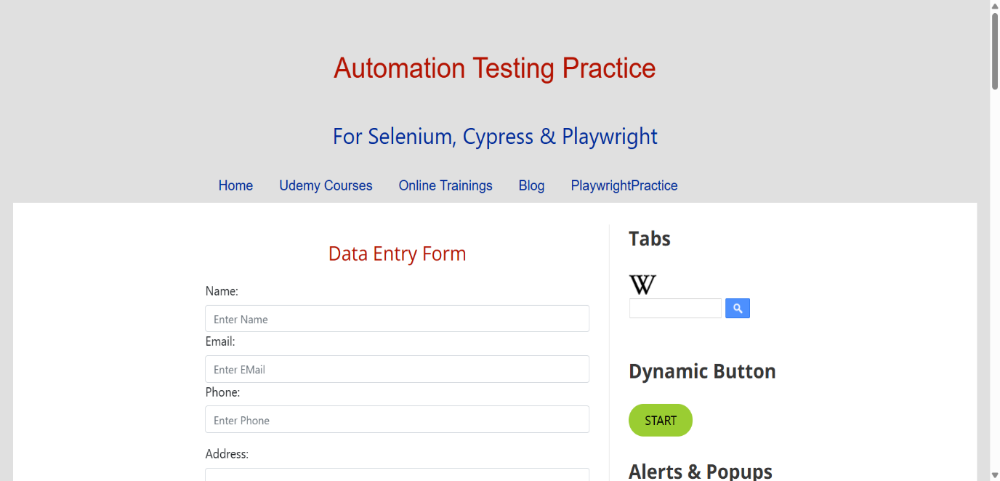 Automation Testing Practice
For Selenium, Cypress & Playwright
Home Udemy Courses Online Trainings Blog PlaywrightPractice
Data Entry Form
Name:
Enter Name
Email:
Enter EMail
Phone:
Enter Phone
Address:
Tabs
W
Dynamic Button
START
Alerts & Popups